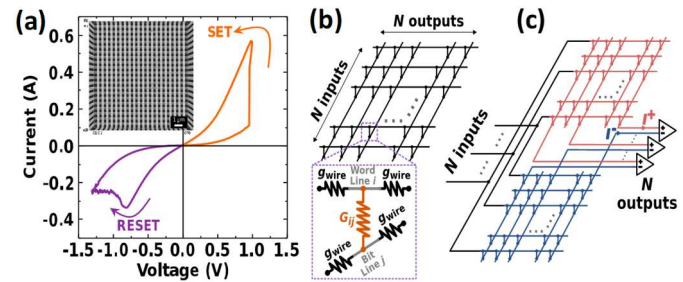 (a)
Current (A)
0.6
0.4
0.2
0.0
-0.2
-0.4
SET
RESET
-1.5 -1.0 -0.5 0.0 0.5 1.0 1.5
Voltage (V)
(b)
N outputs
N inputs
gwire
Word
Line i
gwire
Gij
gwire
gwire
Bit
Line j
(c)
N inputs
I+
I-
N
outputs